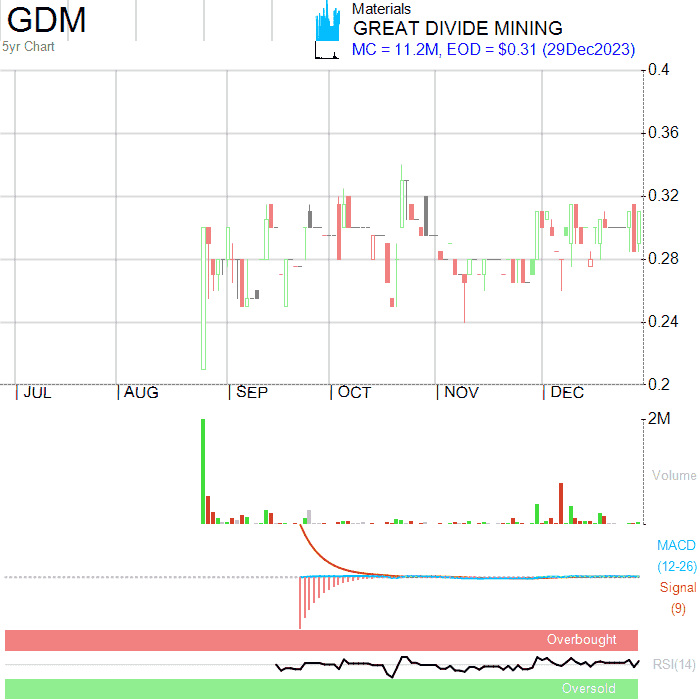 GDM
5yr Chart
Materials
GREAT DIVIDE MINING
MC = 11.2M, EOD = $0.31 (29Dec2023)
0.4
0.36
0.32
0.28
0.24
0.2
JUL AUG SEP OCT NOV DEC
2M
Volume
MACD
(12-26)
Signal
(9)
Overbought
RSI(14)
Oversold